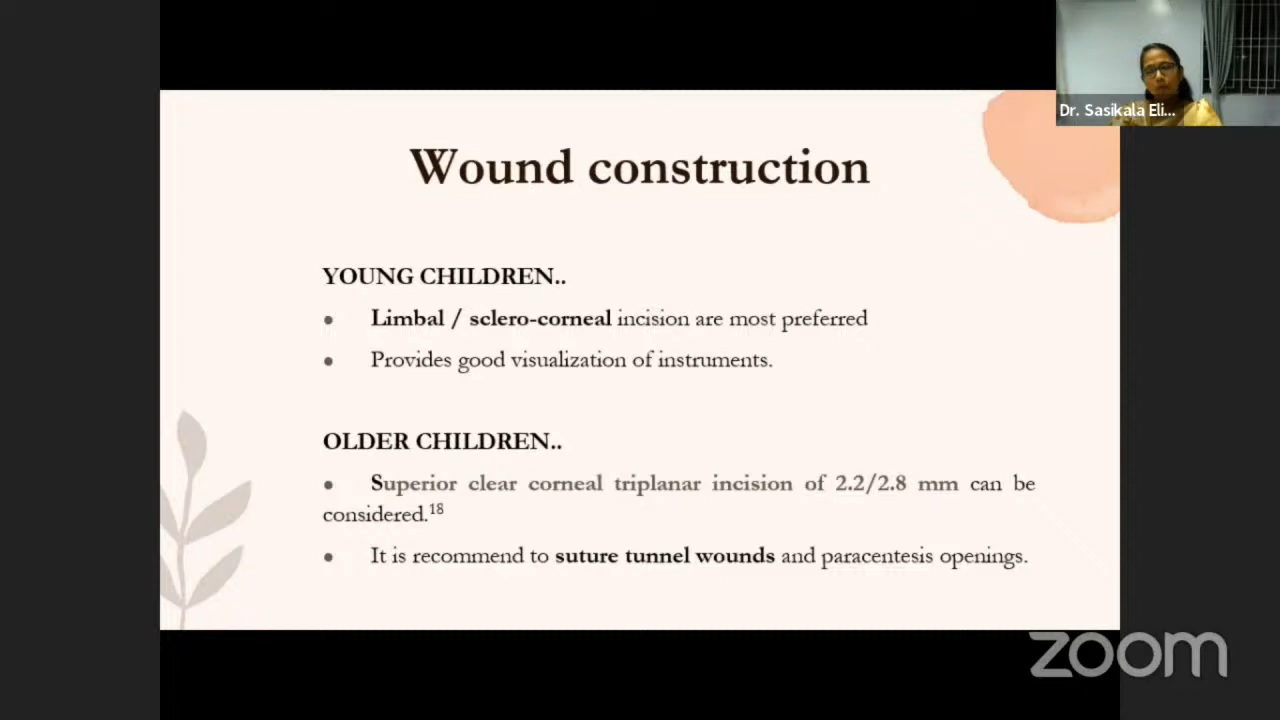 Dr. Sasikala Eli...
Wound construction
YOUNG CHILDREN..
● Limbal / sclero-corneal incision are most preferred
● Provides good visualization of instruments.
OLDER CHILDREN..
● Superior clear corneal triplanar incision of 2.2/2.8 mm can be
considered.18
● It is recommend to suture tunnel wounds and paracentesis openings.
zoom